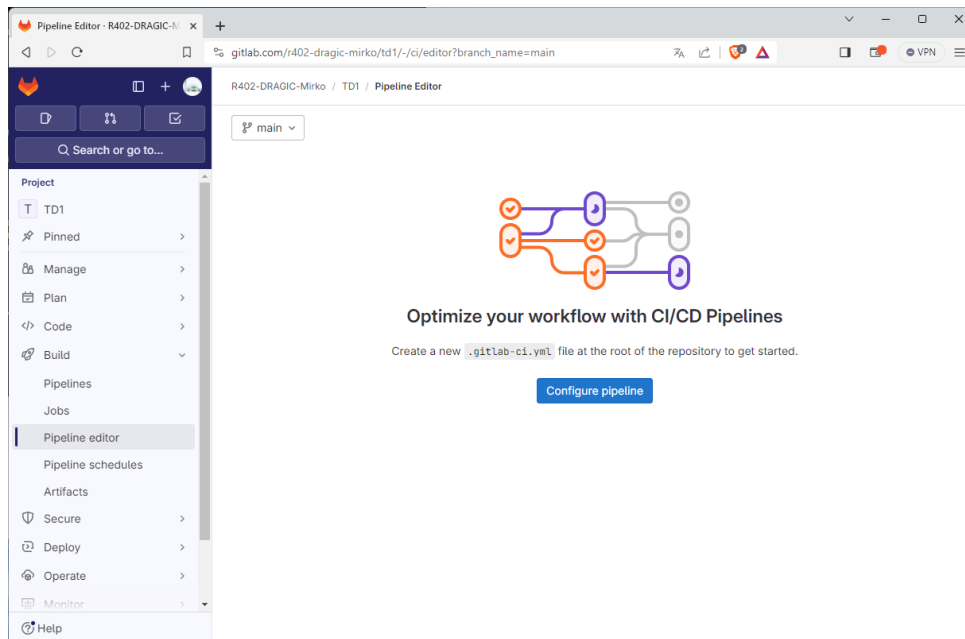 Pipeline Editor · R402-DRAGIC-M
gitlab.com/r402-dragic-mirko/td1/-/ci/editor?branch_name=main
2
VPN
R402-DRAGIC-Mirko / TD1 / Pipeline Editor
main
Search or go to...
Project
T TD1
Pinned
Manage
Plan
Code
Build
Pipelines
Jobs
Pipeline editor
Pipeline schedules
Artifacts
Secure
Deploy
Operate
Monitor
Help
Optimize your workflow with CI/CD Pipelines
Create a new .gitlab-ci.yml file at the root of the repository to get started.
Configure pipeline